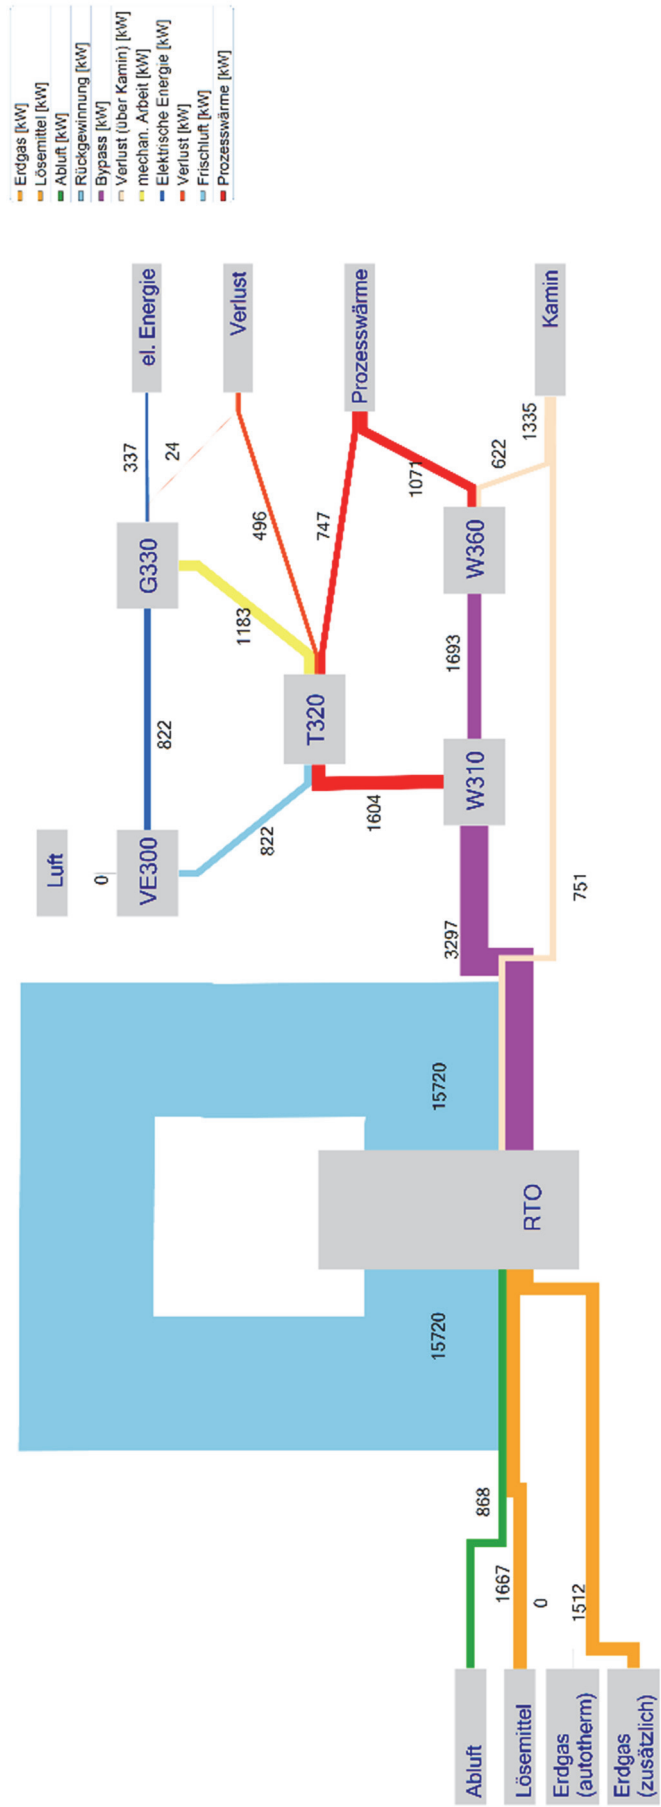 Erdgas [kW]
Lösemittel [kW]
Abluft [kW]
Rückgewinnung [kW]
Bypass [kW]
Verlust (über Kamin) [kW]
mechan. Arbeit [kW]
Elektrische Energie [kW]
Verlust [kW]
Frischluft [kW]
Prozesswärme [kW]
Luft
0
VE300
822
G330
337
24
el. Energie
Verlust
822
1183
496
T320
747
Prozesswärme
1604
1071
15720
15720
3297
W310
1693
W360
622
1335
Kamin
751
RTO
Abluft
868
Lösemittel
1667
0
Erdgas
(autotherm)
1512
Erdgas
(zusätzlich)